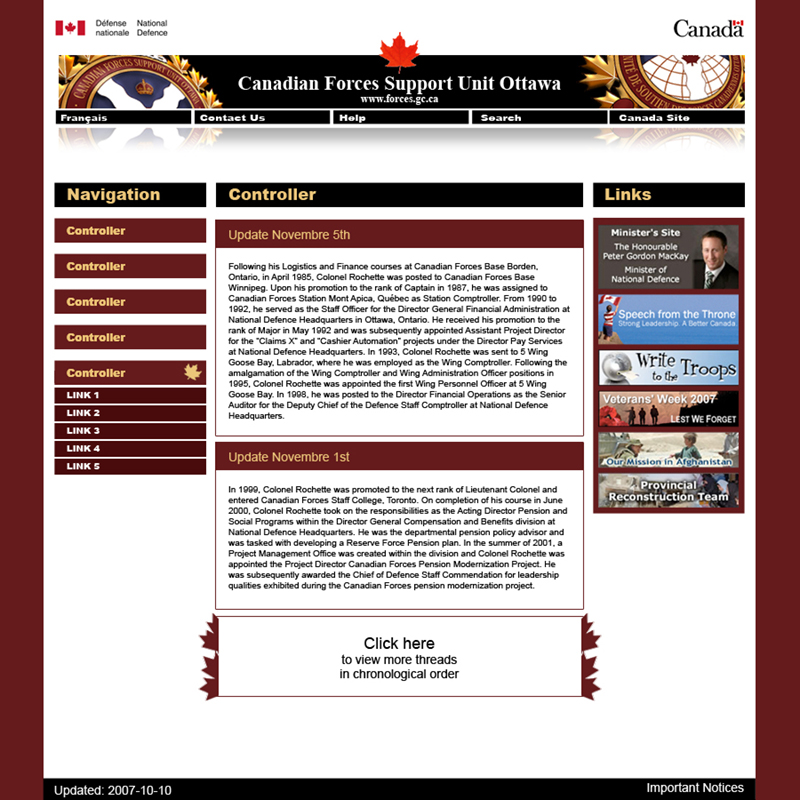 Défense nationale
National Defence
Canada
Canadian Forces Support Unit Ottawa
www.forces.gc.ca
CANADIAN FORCES SUPPORT UNIT OTTAWA
Français
Contact Us
Help
Search
Canada Site
Navigation
Controller
Controller
Controller
Controller
Controller
LINK 1
LINK 2
LINK 3
LINK 4
LINK 5
Controller
Update Novembre 5th
Following his Logistics and Finance courses at Canadian Forces Base Borden,
Ontario, in April 1985, Colonel Rochette was posted to Canadian Forces Base
Winnipeg. Upon his promotion to the rank of Captain in 1987, he was assigned to
Canadian Forces Station Mont Apica, Québec as Station Comptroller. From 1990 to
1992, he served as the Staff Officer for the Director General Financial Administration at
National Defence Headquarters in Ottawa, Ontario. He received his promotion to the
rank of Major in May 1992 and was subsequently appointed Assistant Project Director
for the "Claims X" and "Cashier Automation" projects under the Director Pay Services
at National Defence Headquarters. In 1993, Colonel Rochette was sent to 5 Wing
Goose Bay, Labrador, where he was employed as the Wing Comptroller. Following the
amalgamation of the Wing Comptroller and Wing Administration Officer positions in
1995, Colonel Rochette was appointed the first Wing Personnel Officer at 5 Wing
Goose Bay. In 1998, he was posted to the Director Financial Operations as the Senior
Auditor for the Deputy Chief of the Defence Staff Comptroller at National Defence
Headquarters.
Update Novembre 1st
In 1999, Colonel Rochette was promoted to the next rank of Lieutenant Colonel and
entered Canadian Forces Staff College, Toronto. On completion of his course in June
2000, Colonel Rochette took on the responsibilities as the Acting Director Pension and
Social Programs within the Director General Compensation and Benefits division at
National Defence Headquarters. He was the departmental pension policy advisor and
was tasked with developing a Reserve Force Pension plan. In the summer of 2001, a
Project Management Office was created within the division and Colonel Rochette was
appointed the Project Director Canadian Forces Pension Modernization Project. He
was subsequently awarded the Chief of Defence Staff Commendation for leadership
qualities exhibited during the Canadian Forces pension modernization project.
Click here
to view more threads
in chronological order
Links
Minister's Site
The Honourable
Peter Gordon MacKay
Minister of
National Defence
Speech from the Throne
Strong Leadership. A Better Canada
Write
to the Troops
Veterans' Week 2007
LEST WE FORGET
Our Mission in Afghanistan
Provincial
Reconstruction Team
Updated: 2007-10-10
Important Notices